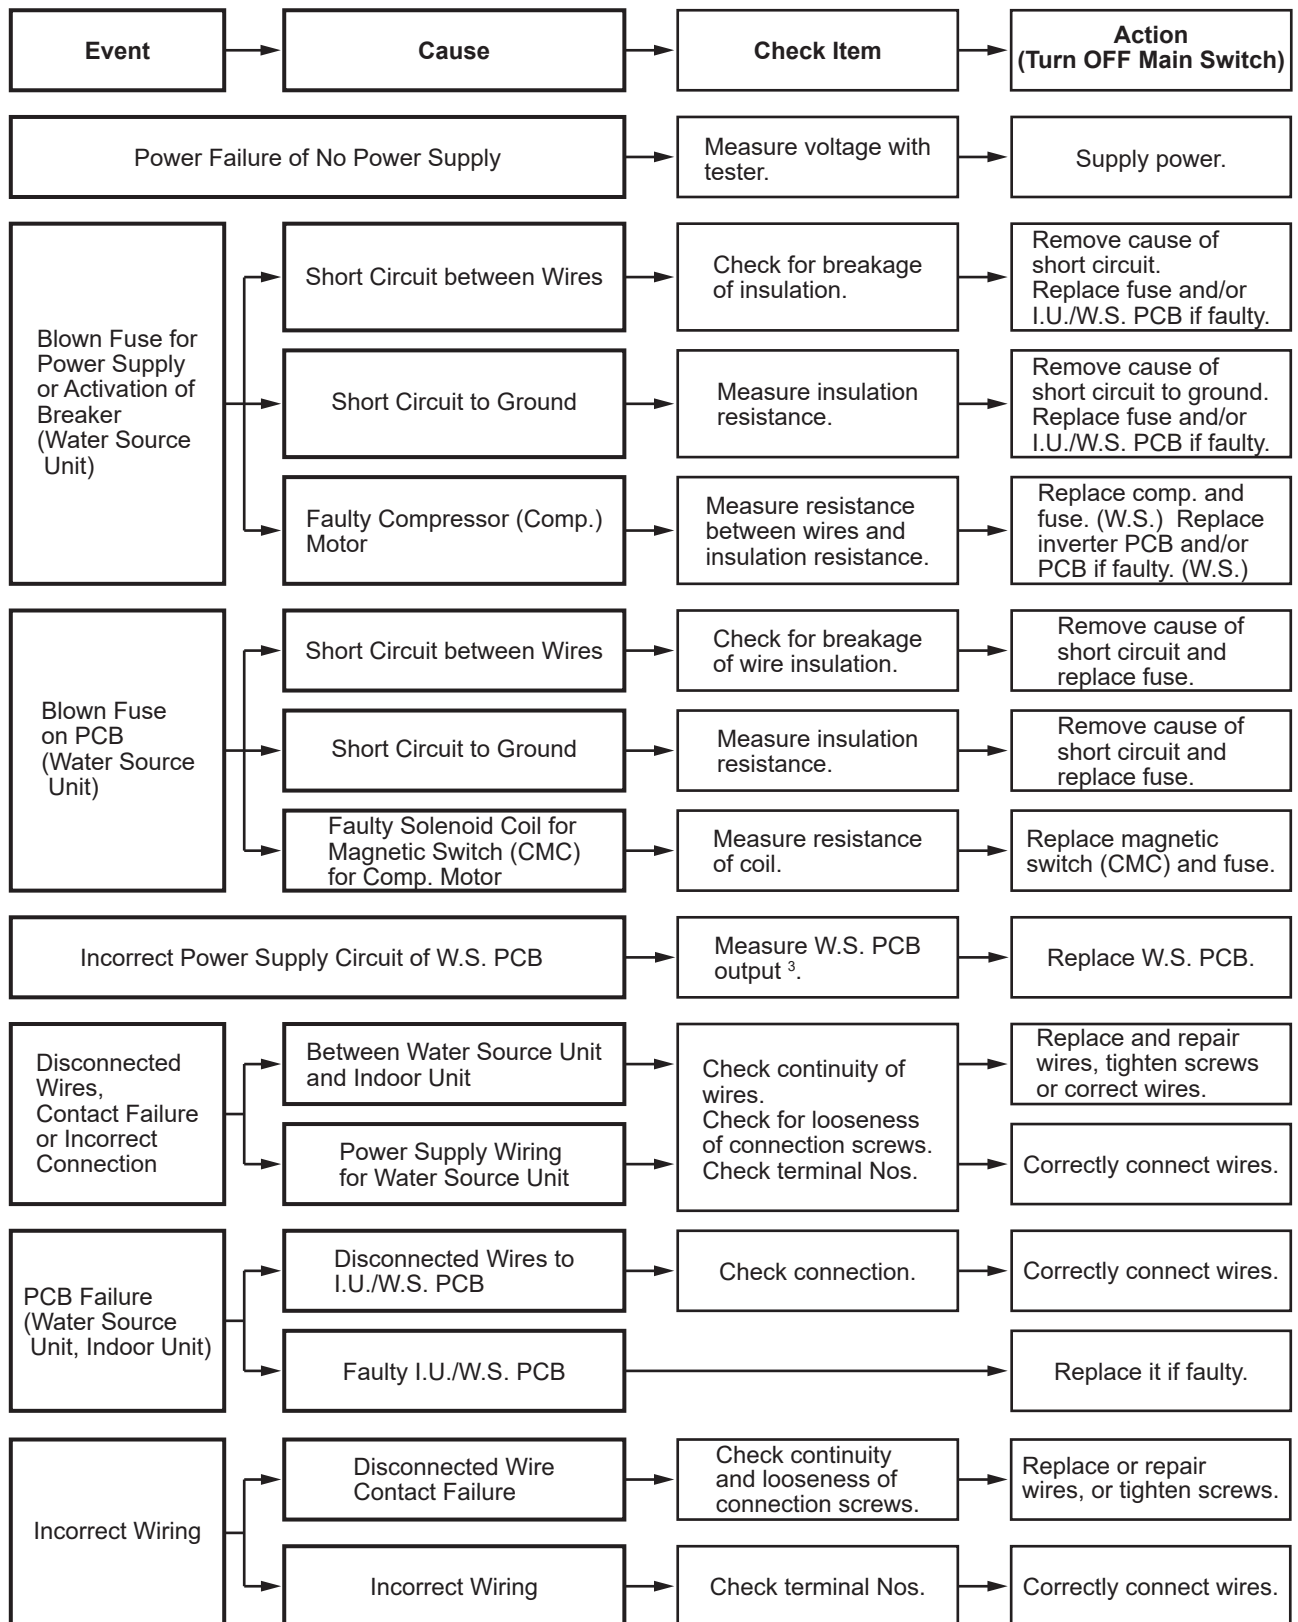 Event
Cause
Check Item
Action
(Turn OFF Main Switch)
Power Failure of No Power Supply
Measure voltage with
tester.
Supply power.
Blown Fuse for
Power Supply
or Activation of
Breaker
(Water Source
Unit)
Short Circuit between Wires
Check for breakage
of insulation.
Remove cause of
short circuit.
Replace fuse and/or
I.U./W.S. PCB if faulty.
Short Circuit to Ground
Measure insulation
resistance.
Remove cause of
short circuit to ground.
Replace fuse and/or
I.U./W.S. PCB if faulty.
Faulty Compressor (Comp.)
Motor
Measure resistance
between wires and
insulation resistance.
Replace comp. and
fuse. (W.S.) Replace
inverter PCB and/or
PCB if faulty. (W.S.)
Blown Fuse
on PCB
(Water Source
Unit)
Short Circuit between Wires
Check for breakage
of wire insulation.
Remove cause of
short circuit and
replace fuse.
Short Circuit to Ground
Measure insulation
resistance.
Remove cause of
short circuit and
replace fuse.
Faulty Solenoid Coil for
Magnetic Switch (CMC)
for Comp. Motor
Measure resistance
of coil.
Replace magnetic
switch (CMC) and fuse.
Incorrect Power Supply Circuit of W.S. PCB
Measure W.S. PCB
output ³.
Replace W.S. PCB.
Disconnected
Wires,
Contact Failure
or Incorrect
Connection
Between Water Source Unit
and Indoor Unit
Check continuity of
wires.
Check for looseness
of connection screws.
Check terminal Nos.
Replace and repair
wires, tighten screws
or correct wires.
Power Supply Wiring
for Water Source Unit
Correctly connect wires.
PCB Failure
(Water Source
Unit, Indoor Unit)
Disconnected Wires to
I.U./W.S. PCB
Check connection.
Correctly connect wires.
Faulty I.U./W.S. PCB
Replace it if faulty.
Incorrect Wiring
Disconnected Wire
Contact Failure
Check continuity
and looseness of
connection screws.
Replace or repair
wires, or tighten screws.
Incorrect Wiring
Check terminal Nos.
Correctly connect wires.